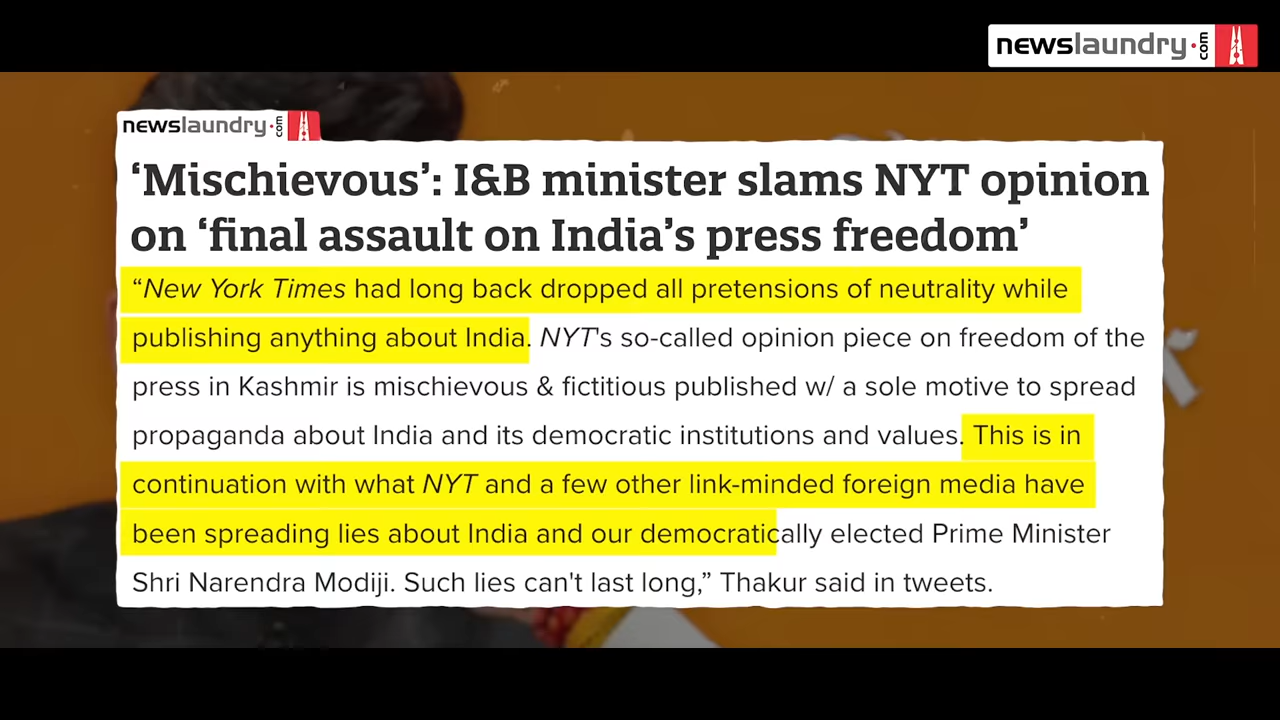 newslaundry.com
newslaundry.com
‘Mischievous’: I&B minister slams NYT opinion
on ‘final assault on India’s press freedom’
“New York Times had long back dropped all pretensions of neutrality while
publishing anything about India. NYT's so-called opinion piece on freedom of the
press in Kashmir is mischievous & fictitious published w/ a sole motive to spread
propaganda about India and its democratic institutions and values. This is in
continuation with what NYT and a few other link-minded foreign media have
been spreading lies about India and our democratically elected Prime Minister
Shri Narendra Modiji. Such lies can't last long,” Thakur said in tweets.